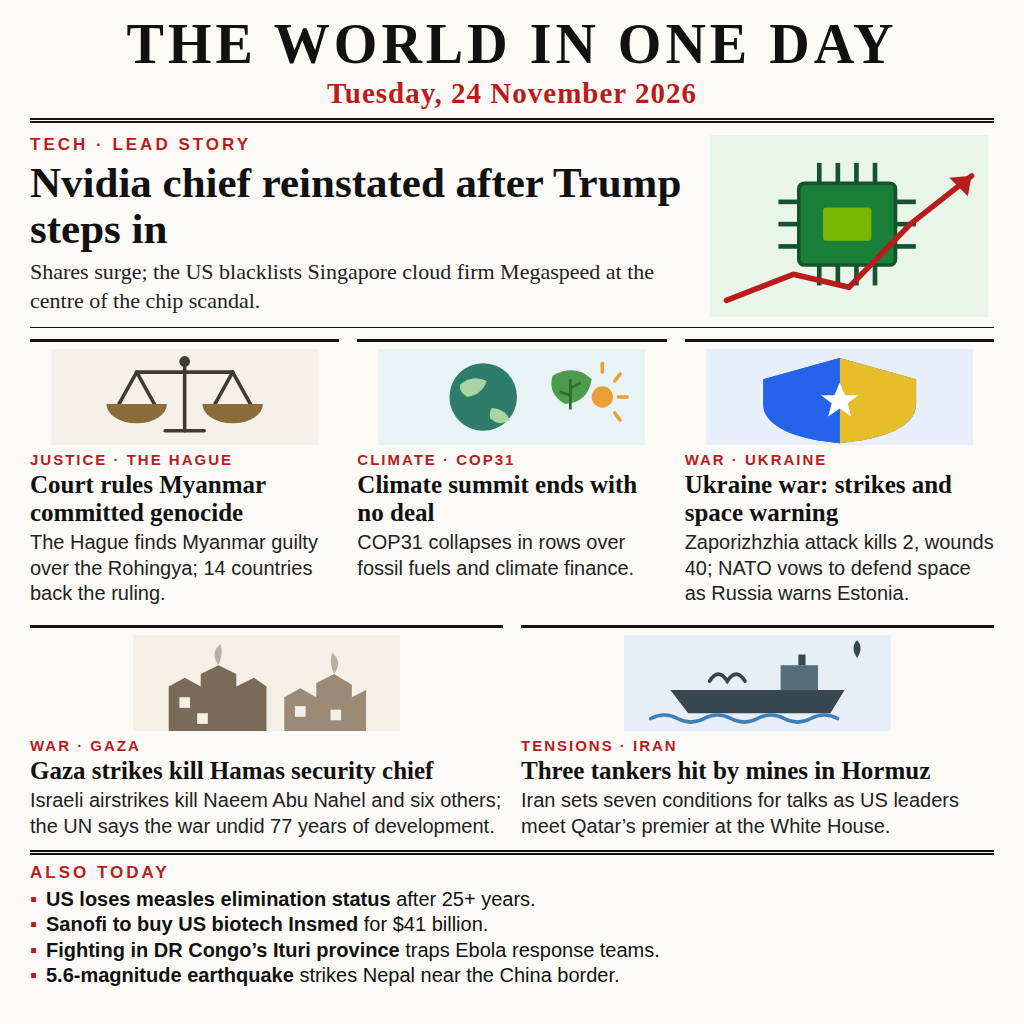 THE WORLD IN ONE DAY
Tuesday, 24 November 2026
TECH · LEAD STORY
Nvidia chief reinstated after Trump
steps in
Shares surge; the US blacklists Singapore cloud firm Megaspeed at the
centre of the chip scandal.
JUSTICE · THE HAGUE
Court rules Myanmar
committed genocide
The Hague finds Myanmar guilty
over the Rohingya; 14 countries
back the ruling.
CLIMATE · COP31
Climate summit ends with
no deal
COP31 collapses in rows over
fossil fuels and climate finance.
WAR · UKRAINE
Ukraine war: strikes and
space warning
Zaporizhzhia attack kills 2, wounds
40; NATO vows to defend space
as Russia warns Estonia.
WAR · GAZA
Gaza strikes kill Hamas security chief
Israeli airstrikes kill Naeem Abu Nahel and six others;
the UN says the war undid 77 years of development.
TENSIONS · IRAN
Three tankers hit by mines in Hormuz
Iran sets seven conditions for talks as US leaders
meet Qatar’s premier at the White House.
ALSO TODAY
▪ US loses measles elimination status after 25+ years.
▪ Sanofi to buy US biotech Insmed for $41 billion.
▪ Fighting in DR Congo’s Ituri province traps Ebola response teams.
▪ 5.6-magnitude earthquake strikes Nepal near the China border.